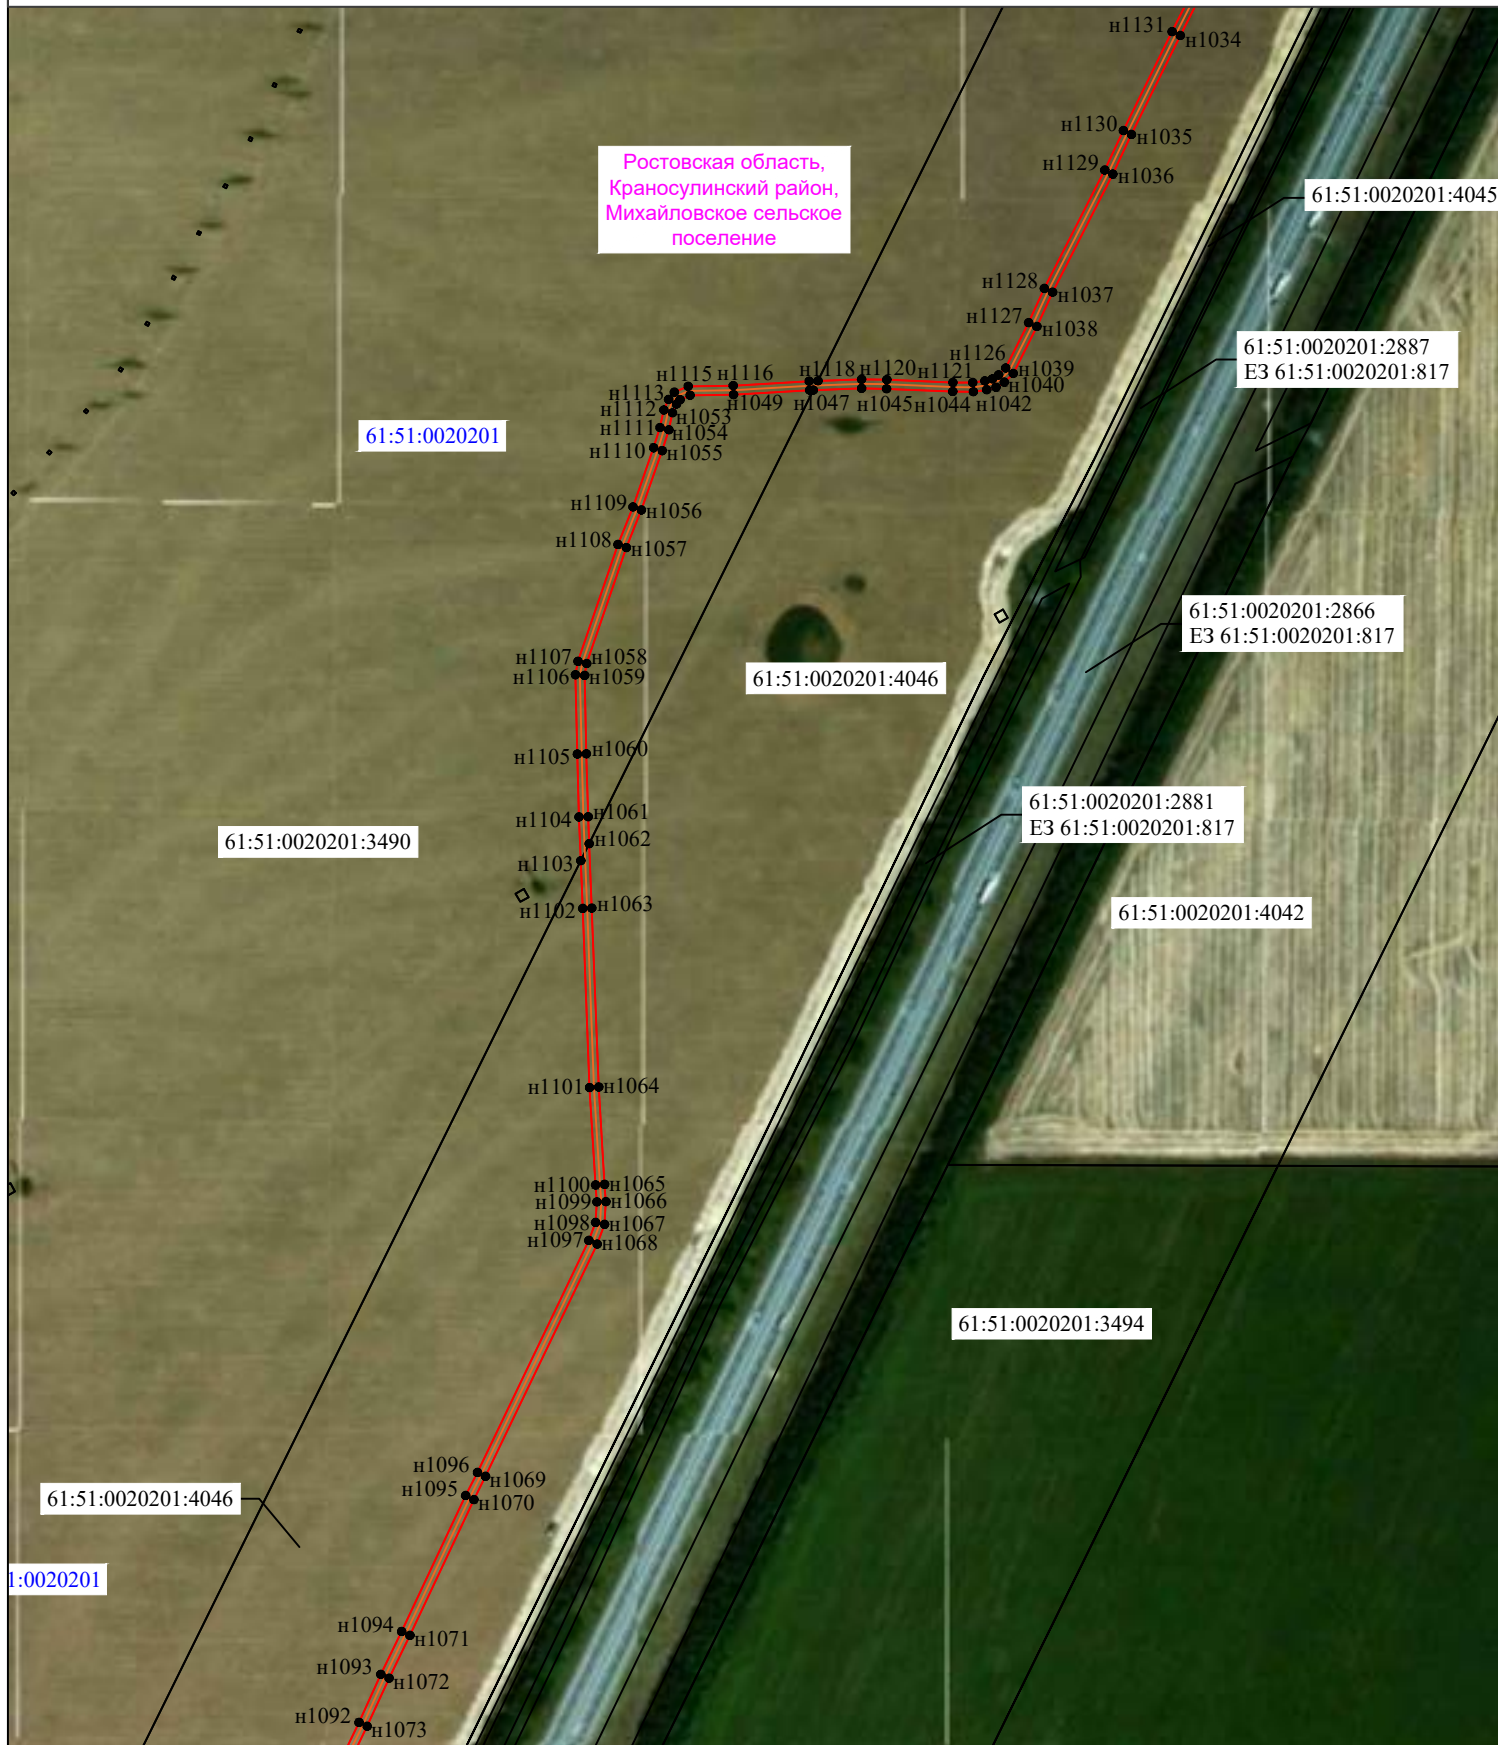 н1131
н1034
н1130
н1035
н1129
н1036
Ростовская область,
Краносулинский район,
Михайловское сельское
поселение
61:51:0020201:4045
н1128
н1037
н1127
н1038
61:51:0020201:2887
ЕЗ 61:51:0020201:817
н1126
н1039
н1115
н1116
н1118
н1120
н1121
н1040
н1113
н1049
н1047
н1045
н1044
н1042
н1112
н1053
н1111
н1054
61:51:0020201
н1110
н1055
н1109
н1056
н1108
н1057
61:51:0020201:2866
ЕЗ 61:51:0020201:817
н1107
н1058
н1106
н1059
61:51:0020201:4046
н1105
н1060
61:51:0020201:2881
ЕЗ 61:51:0020201:817
н1104
н1061
61:51:0020201:3490
н1062
н1103
н1102
н1063
61:51:0020201:4042
н1101
н1064
н1100
н1065
н1099
н1066
н1098
н1067
н1097
н1068
61:51:0020201:3494
н1096
н1069
н1095
н1070
61:51:0020201:4046
1:0020201
н1094
н1071
н1093
н1072
н1092
н1073